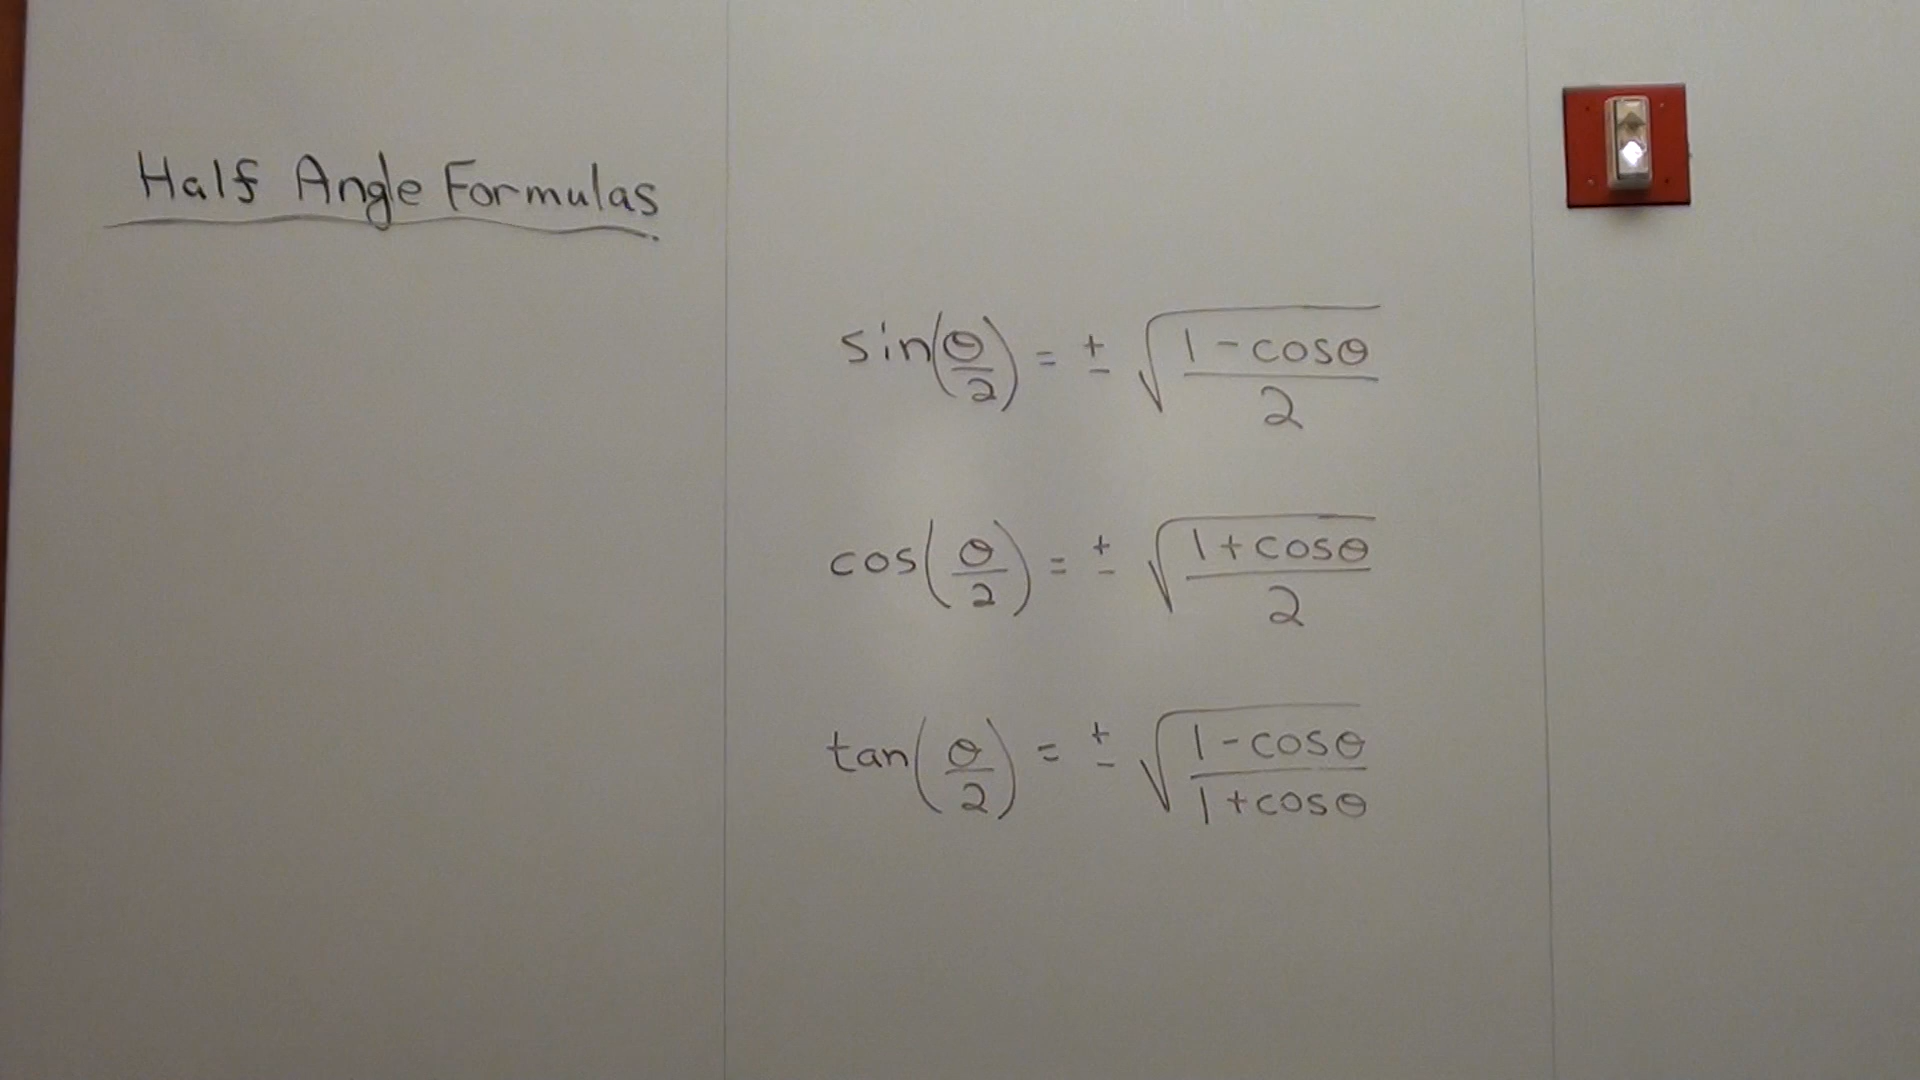 Half Angle Formulas
sin(θ/2) = ± √((1-cosθ)/2)
cos(θ/2) = ± √((1+cosθ)/2)
tan(θ/2) = ± √((1-cosθ)/(1+cosθ))